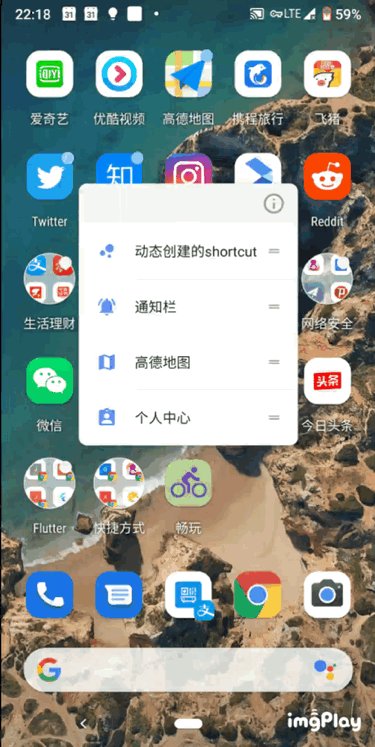 22:18
31
31
LTE
59%
iQIYI
爱奇艺
优酷视频
高德地图
携程旅行
飞猪
知
Twitter
Reddit
动态创建的shortcut
通知栏
高德地图
个人中心
生活理财
网络安全
头条
微信
今日头条
Flutter
快捷方式
畅玩
支
G
imgPlay